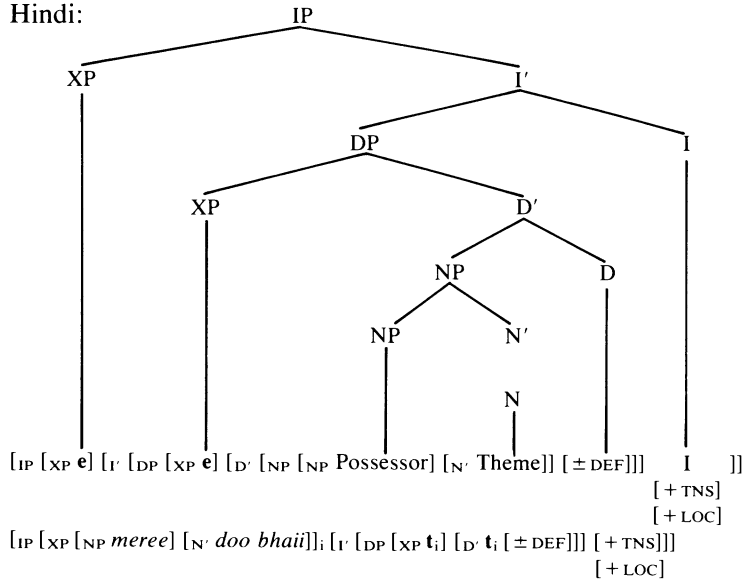 Hindi:
IP
XP I′
DP I
XP D′
NP D
NP N′
N
[IP [XP e] [I′ [DP [XP e] [D′ [NP [NP Possessor] [N′ Theme]] [± DEF]]] I ]]
[+ TNS]
[+ LOC]
[IP [XP [NP meree] [N′ doo bhaii]]i [I′ [DP [XP ti] [D′ ti [± DEF]]] [+ TNS]]]
[+ LOC]